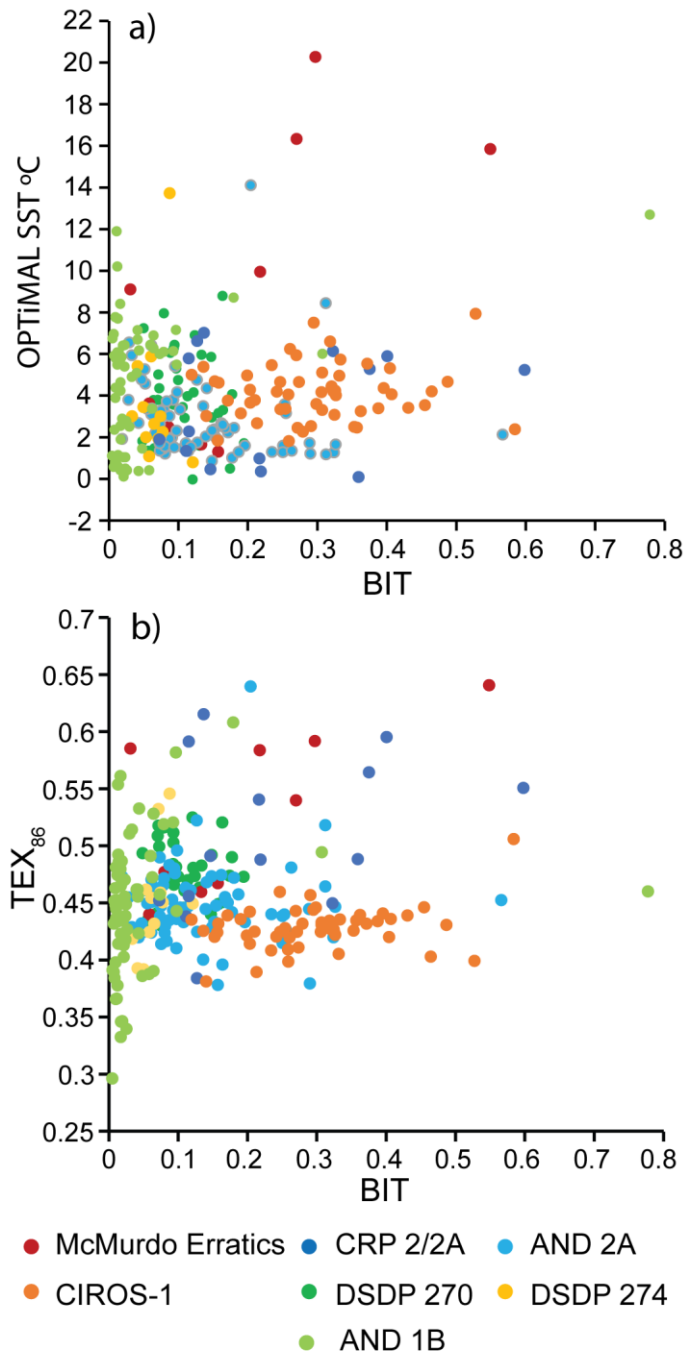 a)
22
20
18
16
14
12
10
8
6
4
2
0
-2
OPTiMAL SST ºC
0 0.1 0.2 0.3 0.4 0.5 0.6 0.7 0.8
BIT
b)
0.7
0.65
0.6
0.55
0.5
0.45
0.4
0.35
0.3
0.25
TEX86
0 0.1 0.2 0.3 0.4 0.5 0.6 0.7 0.8
BIT
McMurdo Erratics CRP 2/2A AND 2A
CIROS-1 DSDP 270 DSDP 274
AND 1B